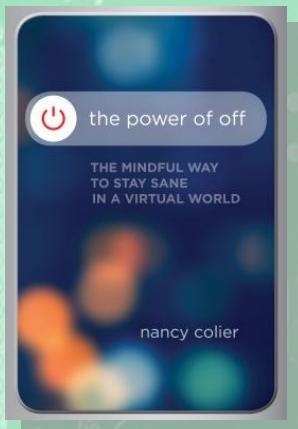 the power of off
THE MINDFUL WAY
TO STAY SANE
IN A VIRTUAL WORLD
nancy colier